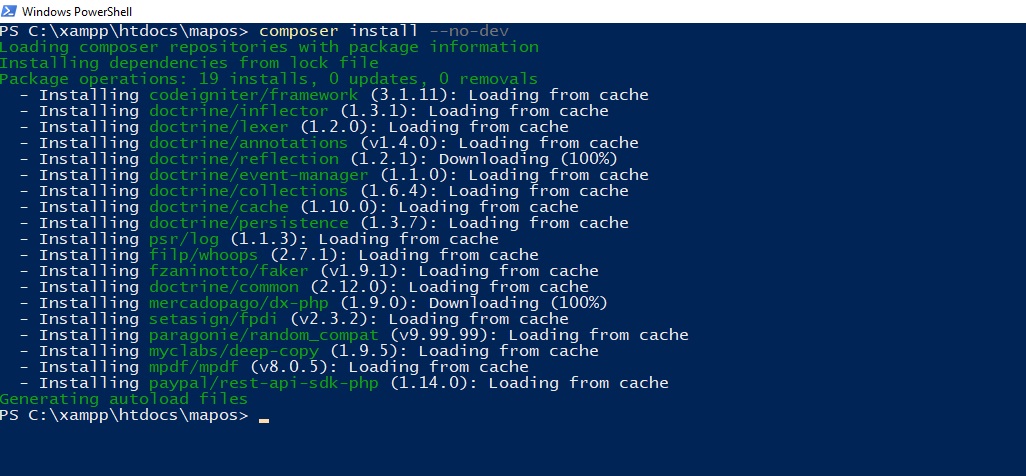 Windows PowerShell
PS C:\xampp\htdocs\mapos> composer install --no-dev
Loading composer repositories with package information
Installing dependencies from lock file
Package operations: 19 installs, 0 updates, 0 removals
  - Installing codeigniter/framework (3.1.11): Loading from cache
  - Installing doctrine/inflector (1.3.1): Loading from cache
  - Installing doctrine/lexer (1.2.0): Loading from cache
  - Installing doctrine/annotations (v1.4.0): Loading from cache
  - Installing doctrine/reflection (1.2.1): Downloading (100%)
  - Installing doctrine/event-manager (1.1.0): Loading from cache
  - Installing doctrine/collections (1.6.4): Loading from cache
  - Installing doctrine/cache (1.10.0): Loading from cache
  - Installing doctrine/persistence (1.3.7): Loading from cache
  - Installing psr/log (1.1.3): Loading from cache
  - Installing filp/whoops (2.7.1): Loading from cache
  - Installing fzaninotto/faker (v1.9.1): Loading from cache
  - Installing doctrine/common (2.12.0): Loading from cache
  - Installing mercadopago/dx-php (1.9.0): Downloading (100%)
  - Installing setasign/fpdi (v2.3.2): Loading from cache
  - Installing paragonie/random_compat (v9.99.99): Loading from cache
  - Installing myclabs/deep-copy (1.9.5): Loading from cache
  - Installing mpdf/mpdf (v8.0.5): Loading from cache
  - Installing paypal/rest-api-sdk-php (1.14.0): Loading from cache
Generating autoload files
PS C:\xampp\htdocs\mapos>